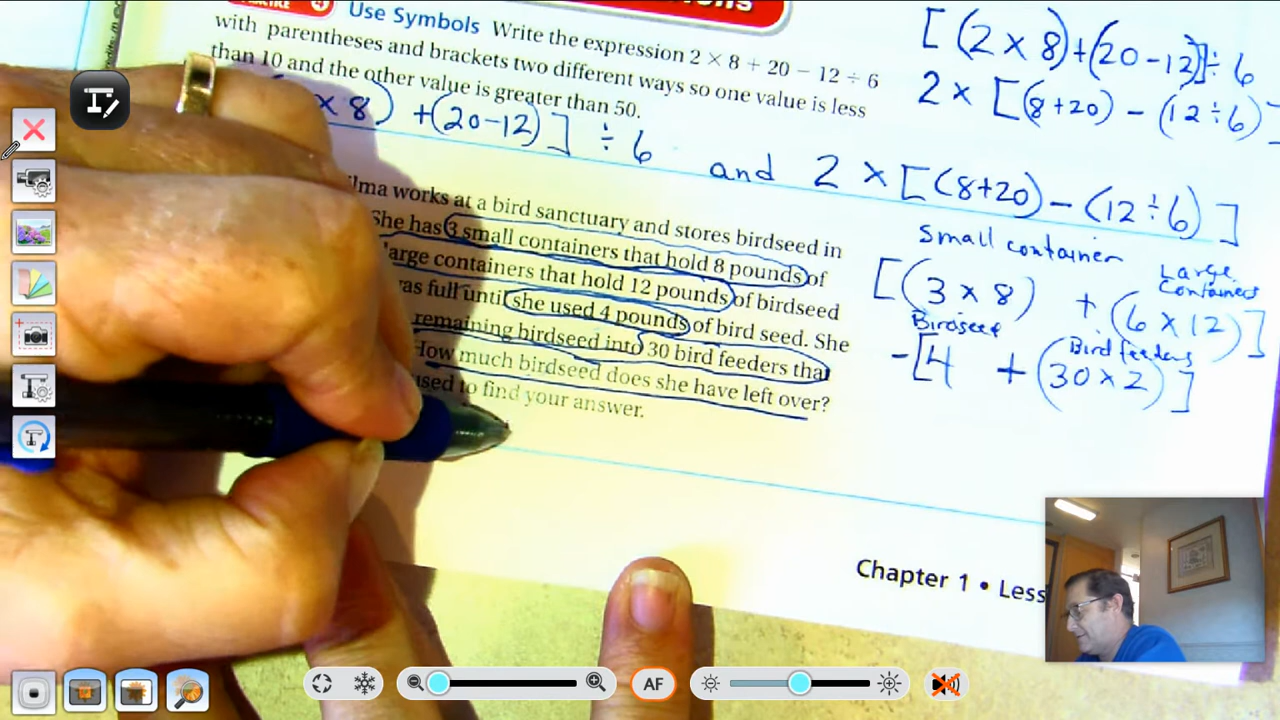 Use Symbols Write the expression 2 × 8 + 20 − 12 ÷ 6
with parentheses and brackets two different ways so one value is less
than 10 and the other value is greater than 50.
× 8) + (20-12)] ÷ 6 and 2 × [(8+20) - (12 ÷ 6)]
[(2 × 8)+(20-12)] ÷ 6
2 × [(8+20) - (12÷6)]
works at a bird sanctuary and stores birdseed in
She has 3 small containers that hold 8 pounds of
large containers that hold 12 pounds of birdseed
was full until she used 4 pounds of bird seed. She
remaining birdseed into 30 bird feeders that
How much birdseed does she have left over?
used to find your answer.
Small container
Large
Containers
[(3 × 8) + (6 × 12)]
Birdseed
Bird feeders
-[4 + (30 × 2)]
Chapter 1 • Less
AF